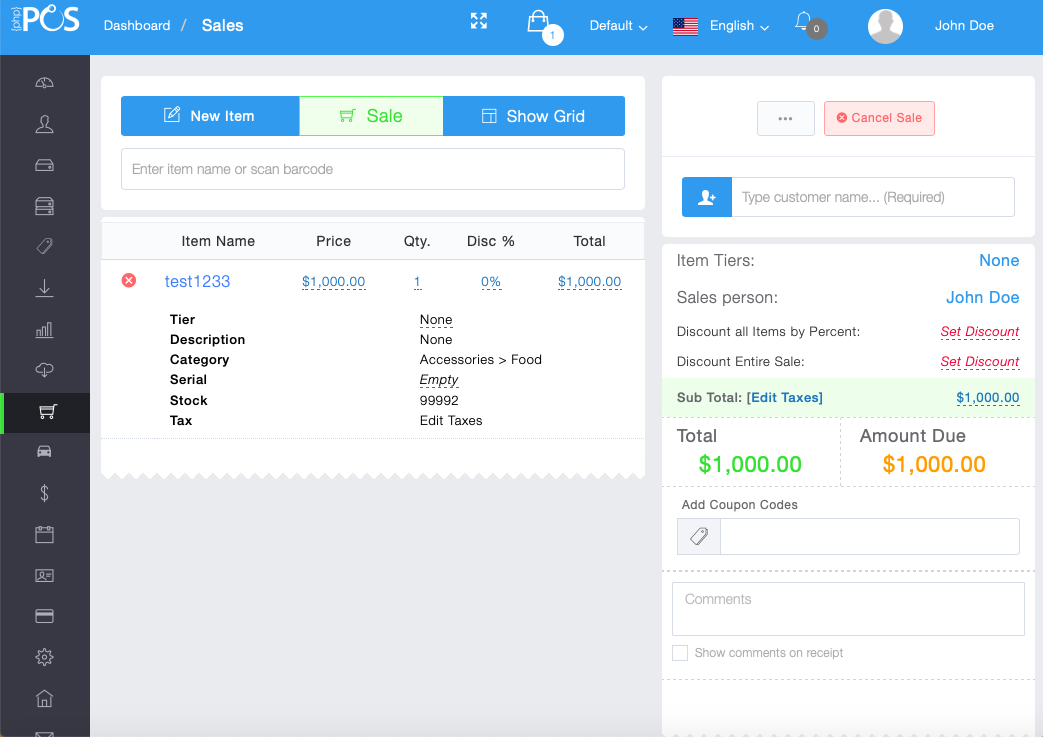 {php}
POS
Dashboard / Sales
1
Default
English
0
John Doe
New Item
Sale
Show Grid
Enter item name or scan barcode
Item Name Price Qty. Disc % Total
test1233 $1,000.00 1 0% $1,000.00
Tier None
Description None
Category Accessories > Food
Serial Empty
Stock 99992
Tax Edit Taxes
•••
Cancel Sale
Type customer name... (Required)
Item Tiers: None
Sales person: John Doe
Discount all Items by Percent: Set Discount
Discount Entire Sale: Set Discount
Sub Total: [Edit Taxes] $1,000.00
Total Amount Due
$1,000.00 $1,000.00
Add Coupon Codes
Comments
Show comments on receipt